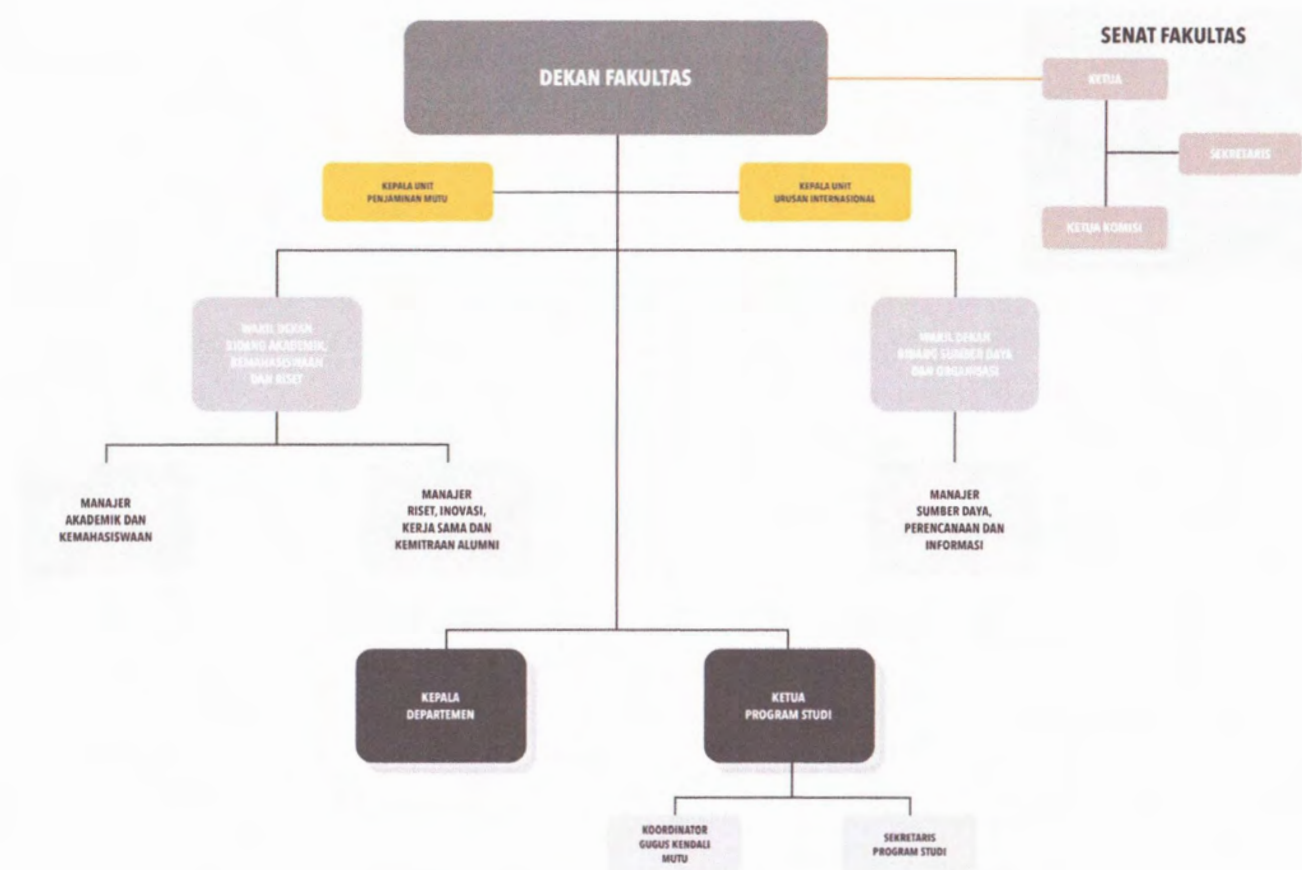 SENAT FAKULTAS
DEKAN FAKULTAS
KETUA
SEKRETARIS
KEPALA UNIT
PENJAMINAN MUTU
KEPALA UNIT
URUSAN INTERNASIONAL
KETUA KOMISI
WAKIL DEKAN
BIDANG AKADEMIK,
KEMAHASISWAAN
DAN RISET
WAKIL DEKAN
BIDANG SUMBER DAYA
DAN ORGANISASI
MANAJER
AKADEMIK DAN
KEMAHASISWAAN
MANAJER
RISET, INOVASI,
KERJA SAMA DAN
KEMITRAAN ALUMNI
MANAJER
SUMBER DAYA,
PERENCANAAN DAN
INFORMASI
KEPALA
DEPARTEMEN
KETUA
PROGRAM STUDI
KOORDINATOR
GUGUS KENDALI
MUTU
SEKRETARIS
PROGRAM STUDI